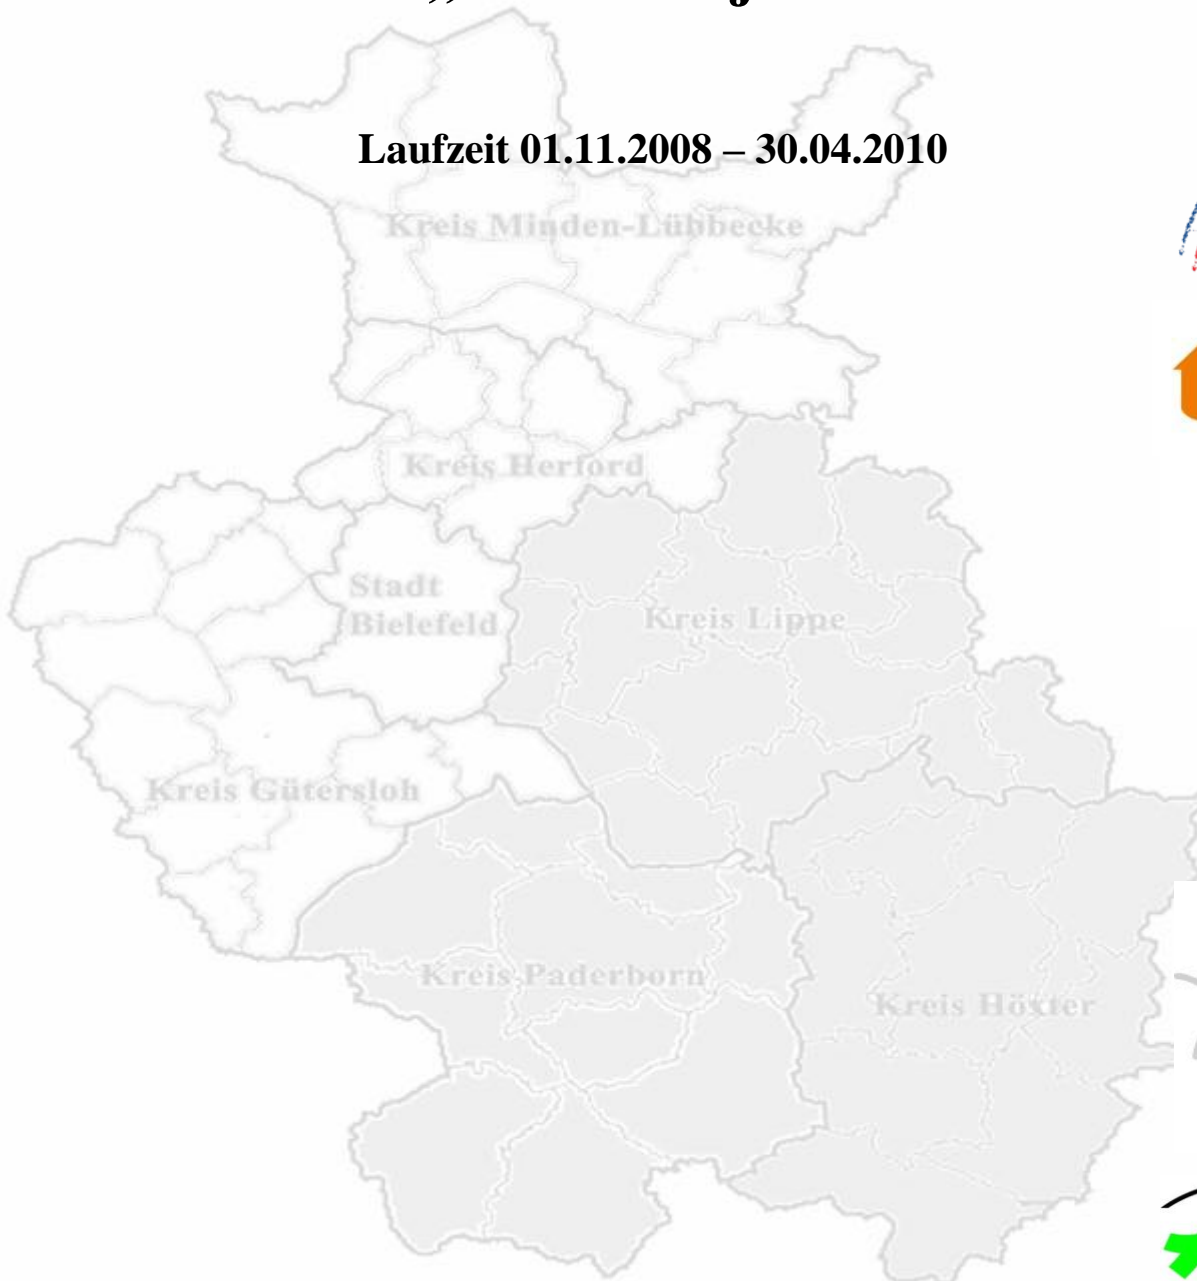 Laufzeit 01.11.2008 – 30.04.2010
Kreis Minden-Lübbecke
Kreis Herford
Stadt
Bielefeld
Kreis Lippe
Kreis Gütersloh
Kreis Paderborn
Kreis Höxter